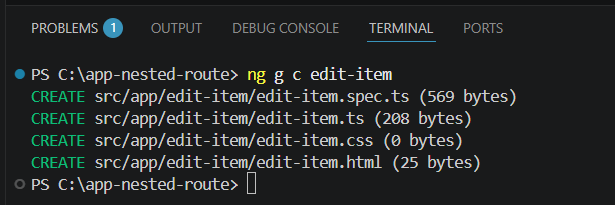 PROBLEMS 1 OUTPUT DEBUG CONSOLE TERMINAL PORTS
PS C:\app-nested-route> ng g c edit-item
CREATE src/app/edit-item/edit-item.spec.ts (569 bytes)
CREATE src/app/edit-item/edit-item.ts (208 bytes)
CREATE src/app/edit-item/edit-item.css (0 bytes)
CREATE src/app/edit-item/edit-item.html (25 bytes)
PS C:\app-nested-route>